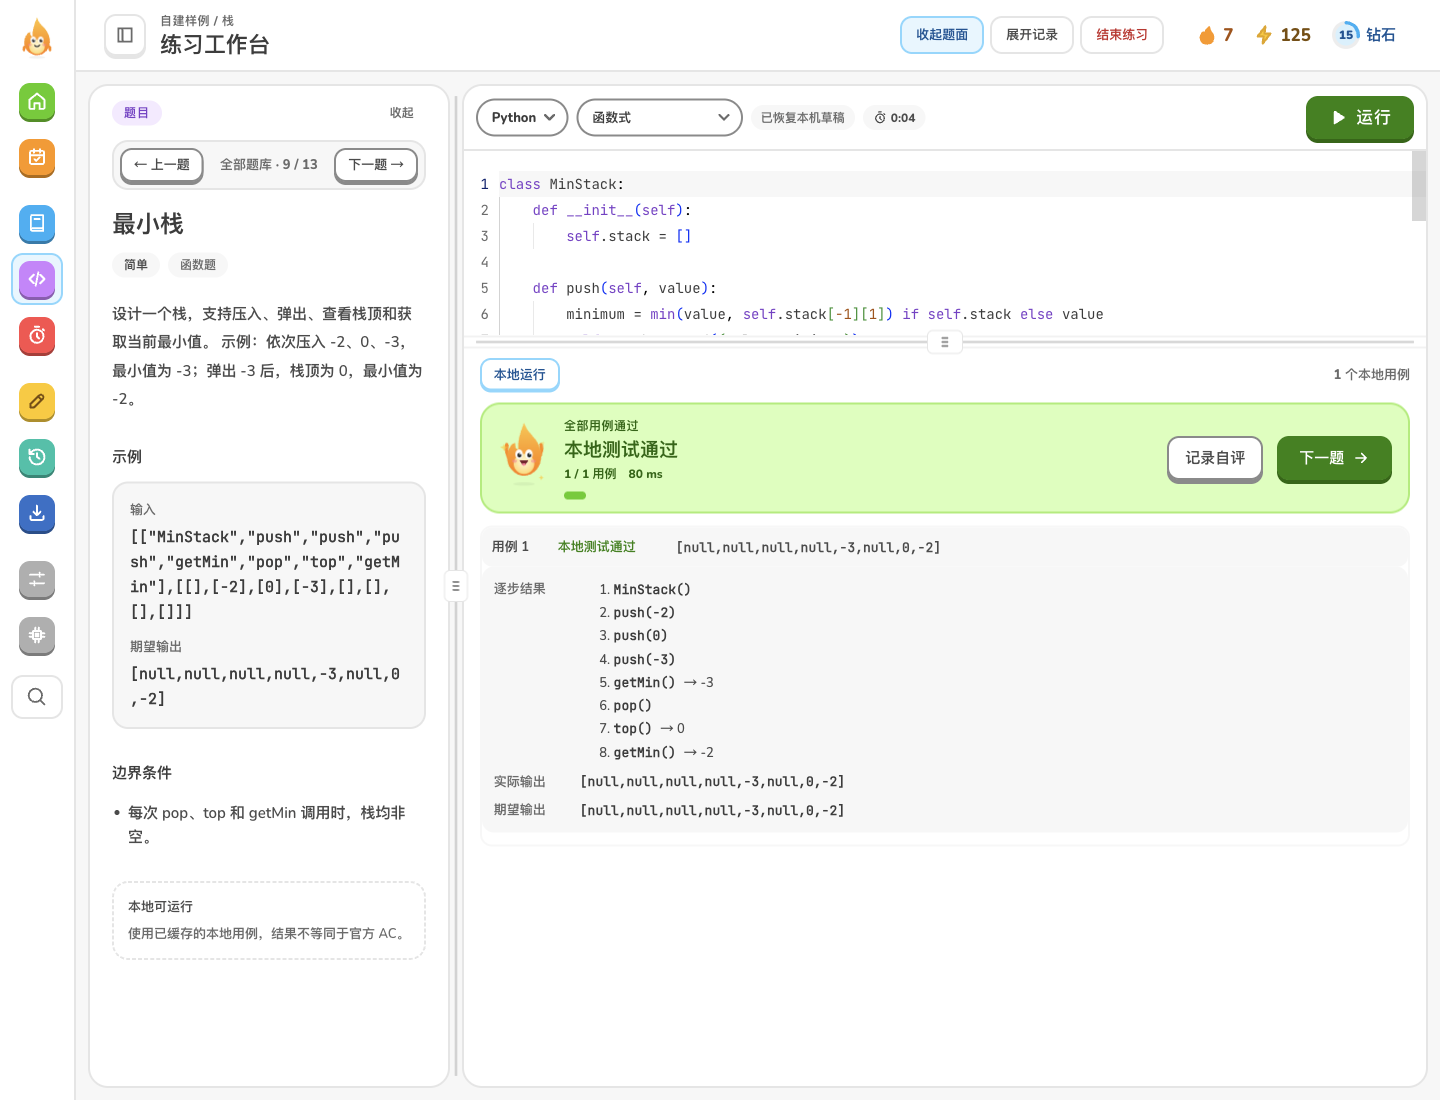 自建样例 / 栈
练习工作台
收起题面
展开记录
结束练习
7
125
15 钻石
题目
收起
← 上一题
全部题库 · 9 / 13
下一题 →
最小栈
简单
函数题
设计一个栈，支持压入、弹出、查看栈顶和获
取当前最小值。 示例：依次压入 -2、0、-3，
最小值为 -3；弹出 -3 后，栈顶为 0，最小值为
-2。
示例
输入
[["MinStack","push","push","pu
sh","getMin","pop","top","getM
in"],[[],[-2],[0],[-3],[],[],
[],[]]]
期望输出
[null,null,null,null,-3,null,0
,-2]
边界条件
• 每次 pop、top 和 getMin 调用时，栈均非
空。
本地可运行
使用已缓存的本地用例，结果不等同于官方 AC。
Python
函数式
已恢复本机草稿
0:04
运行
1 class MinStack:
2 def __init__(self):
3 self.stack = []
4
5 def push(self, value):
6 minimum = min(value, self.stack[-1][1]) if self.stack else value
本地运行
1 个本地用例
全部用例通过
本地测试通过
1 / 1 用例 80 ms
记录自评
下一题 →
用例 1 本地测试通过 [null,null,null,null,-3,null,0,-2]
逐步结果
1. MinStack()
2. push(-2)
3. push(0)
4. push(-3)
5. getMin() → -3
6. pop()
7. top() → 0
8. getMin() → -2
实际输出 [null,null,null,null,-3,null,0,-2]
期望输出 [null,null,null,null,-3,null,0,-2]